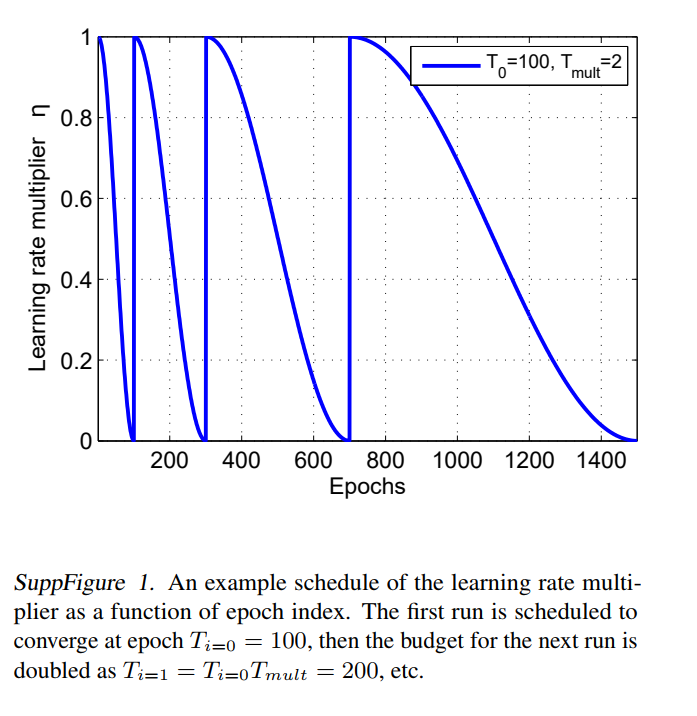 1
0.8
0.6
0.4
0.2
0
Learning rate multiplier η
T0=100, Tmult=2
200 400 600 800 1000 1200 1400
Epochs
SuppFigure 1. An example schedule of the learning rate multi-
plier as a function of epoch index. The first run is scheduled to
converge at epoch Ti=0 = 100, then the budget for the next run is
doubled as Ti=1 = Ti=0Tmult = 200, etc.